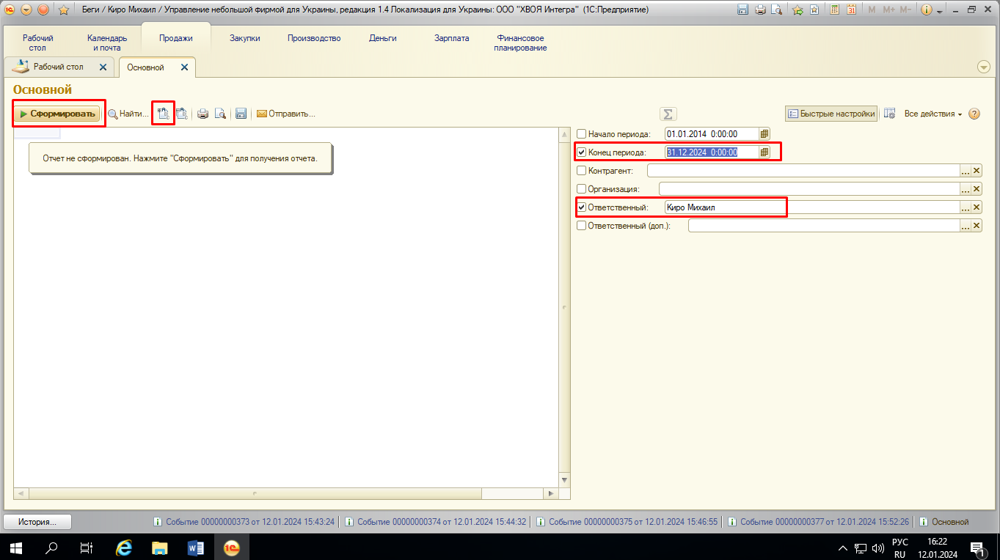 Беги / Киро Михаил / Управление небольшой фирмой для Украины, редакция 1.4 Локализация для Украины: ООО "ХВОЯ Интегра" (1С:Предприятие)
M M+ M-
Рабочий стол
Календарь и почта
Продажи
Закупки
Производство
Деньги
Зарплата
Финансовое планирование
Рабочий стол
Основной
Основной
Сформировать
Найти...
Отправить...
Σ
Быстрые настройки
Все действия
Отчет не сформирован. Нажмите "Сформировать" для получения отчета.
Начало периода: 01.01.2014 0:00:00
Конец периода: 31.12.2024 0:00:00
Контрагент:
Организация:
Ответственный: Киро Михаил
Ответственный (доп.):
История...
Событие 00000000373 от 12.01.2024 15:43:24
Событие 00000000374 от 12.01.2024 15:44:32
Событие 00000000375 от 12.01.2024 15:46:55
Событие 00000000377 от 12.01.2024 15:52:26
Основной
РУС
RU
16:22
12.01.2024
1